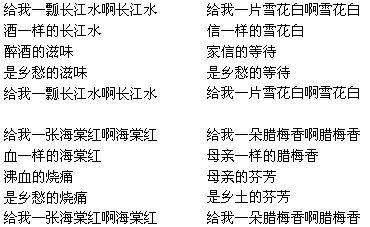 给我一瓢长江水啊长江水
酒一样的长江水
醉酒的滋味
是乡愁的滋味
给我一瓢长江水啊长江水
给我一张海棠红啊海棠红
血一样的海棠红
沸血的烧痛
是乡愁的烧痛
给我一张海棠红啊海棠红
给我一片雪花白啊雪花白
信一样的雪花白
家信的等待
是乡愁的等待
给我一片雪花白啊雪花白
给我一朵腊梅香啊腊梅香
母亲一样的腊梅香
母亲的芬芳
是乡土的芬芳
给我一朵腊梅香啊腊梅香